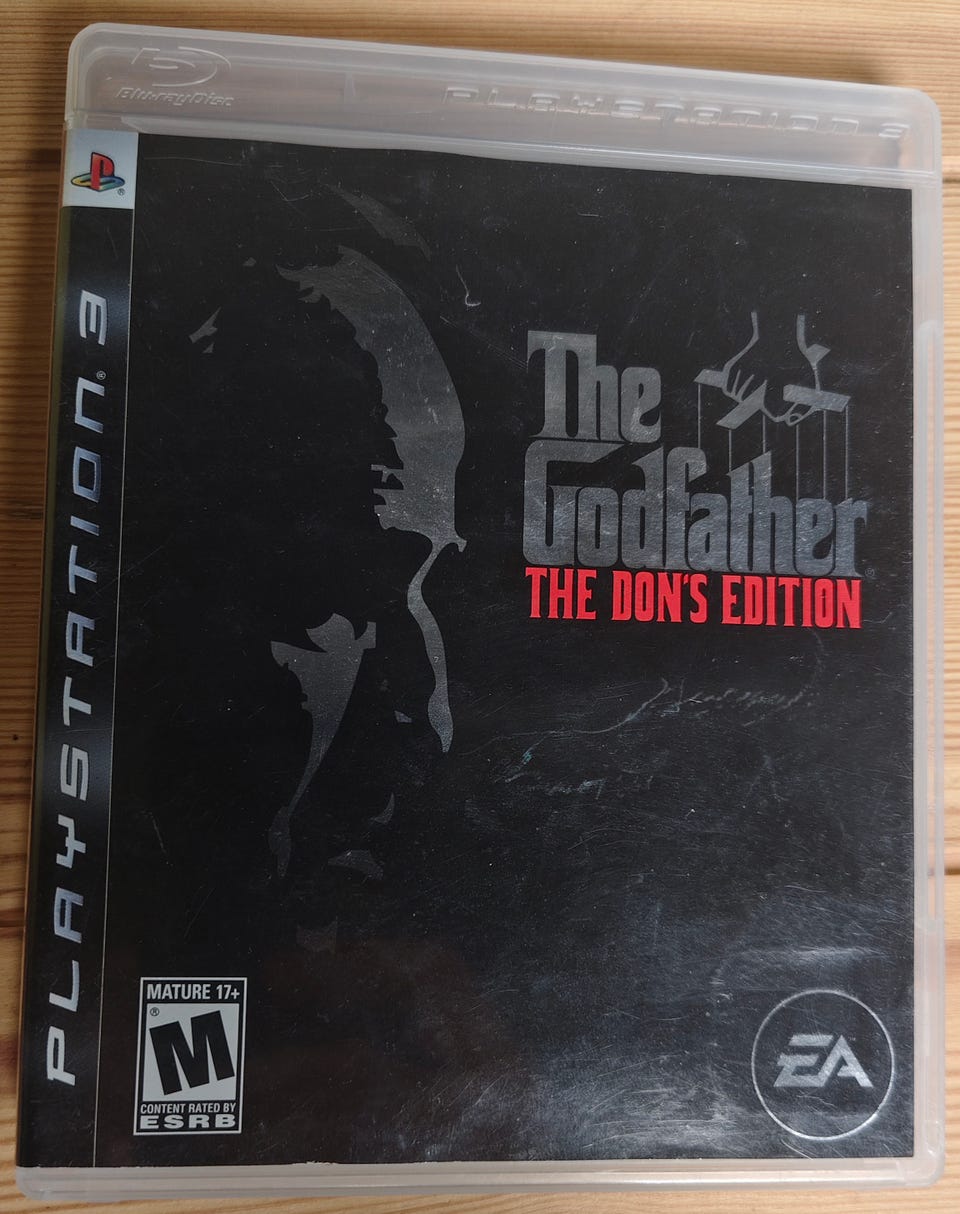 Blu-ray Disc
PLAYSTATION 3
PLAYSTATION® 3
The
Godfather®
THE DON'S EDITION
MATURE 17+
M®
CONTENT RATED BY
ESRB
EA